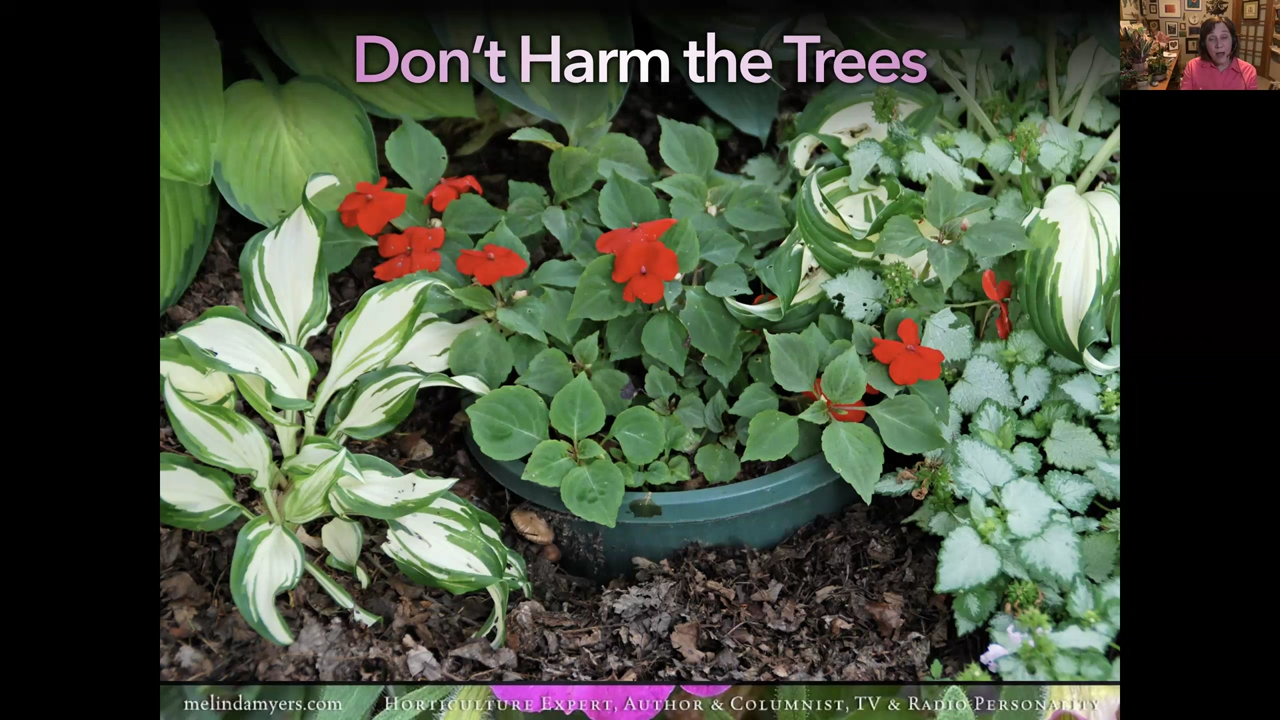 Don't Harm the Trees
melindamyers.com Horticulture Expert, Author & Columnist, TV & Radio Personality